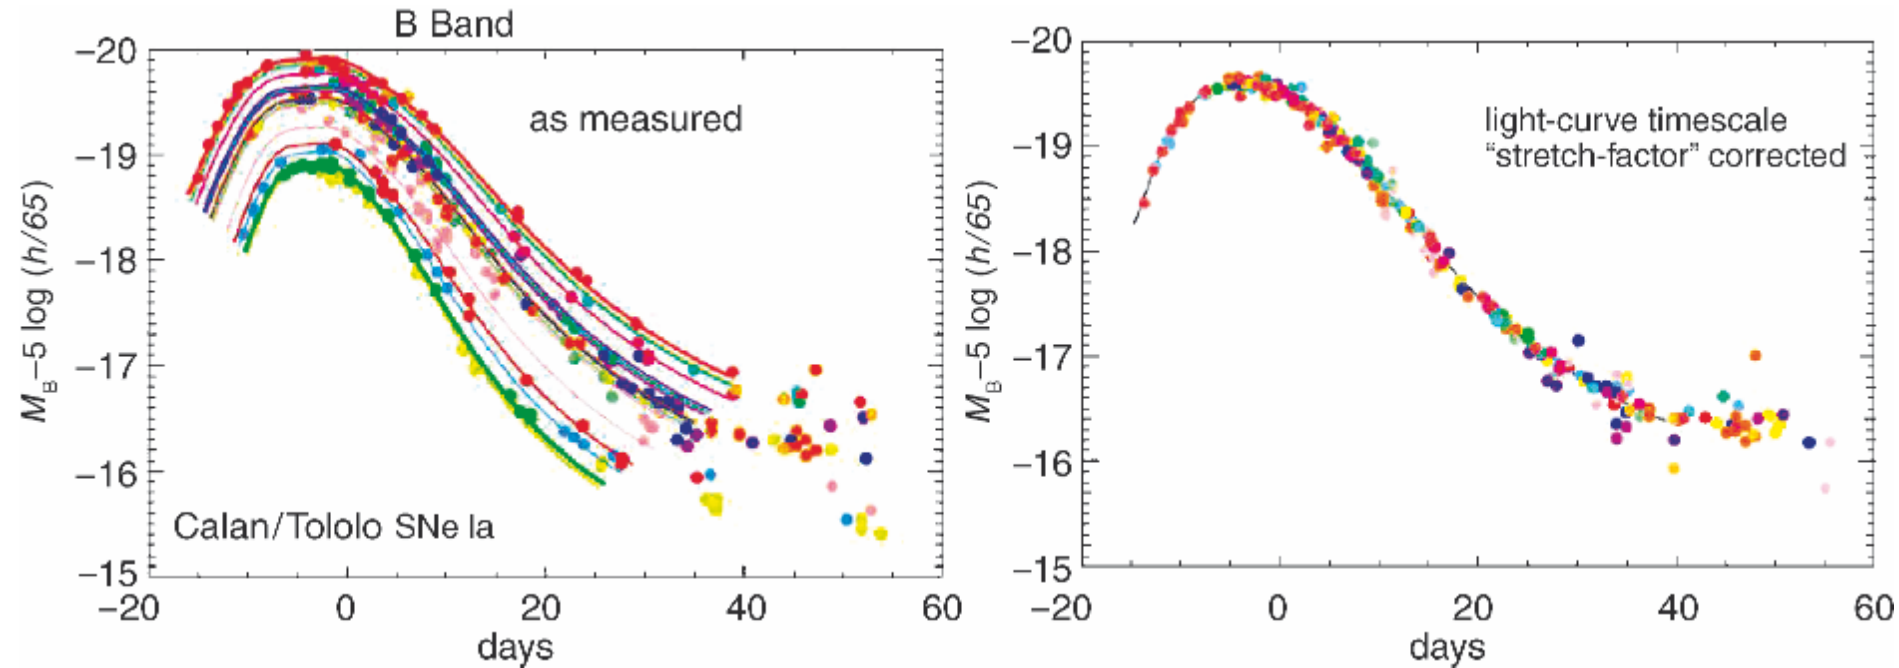 B Band
−20
−19
−18
−17
−16
−15
M_B−5 log (h/65)
as measured
Calan/Tololo SNe Ia
−20 0 20 40 60
days
−20
−19
−18
−17
−16
−15
M_B−5 log (h/65)
light-curve timescale
“stretch-factor” corrected
−20 0 20 40 60
days